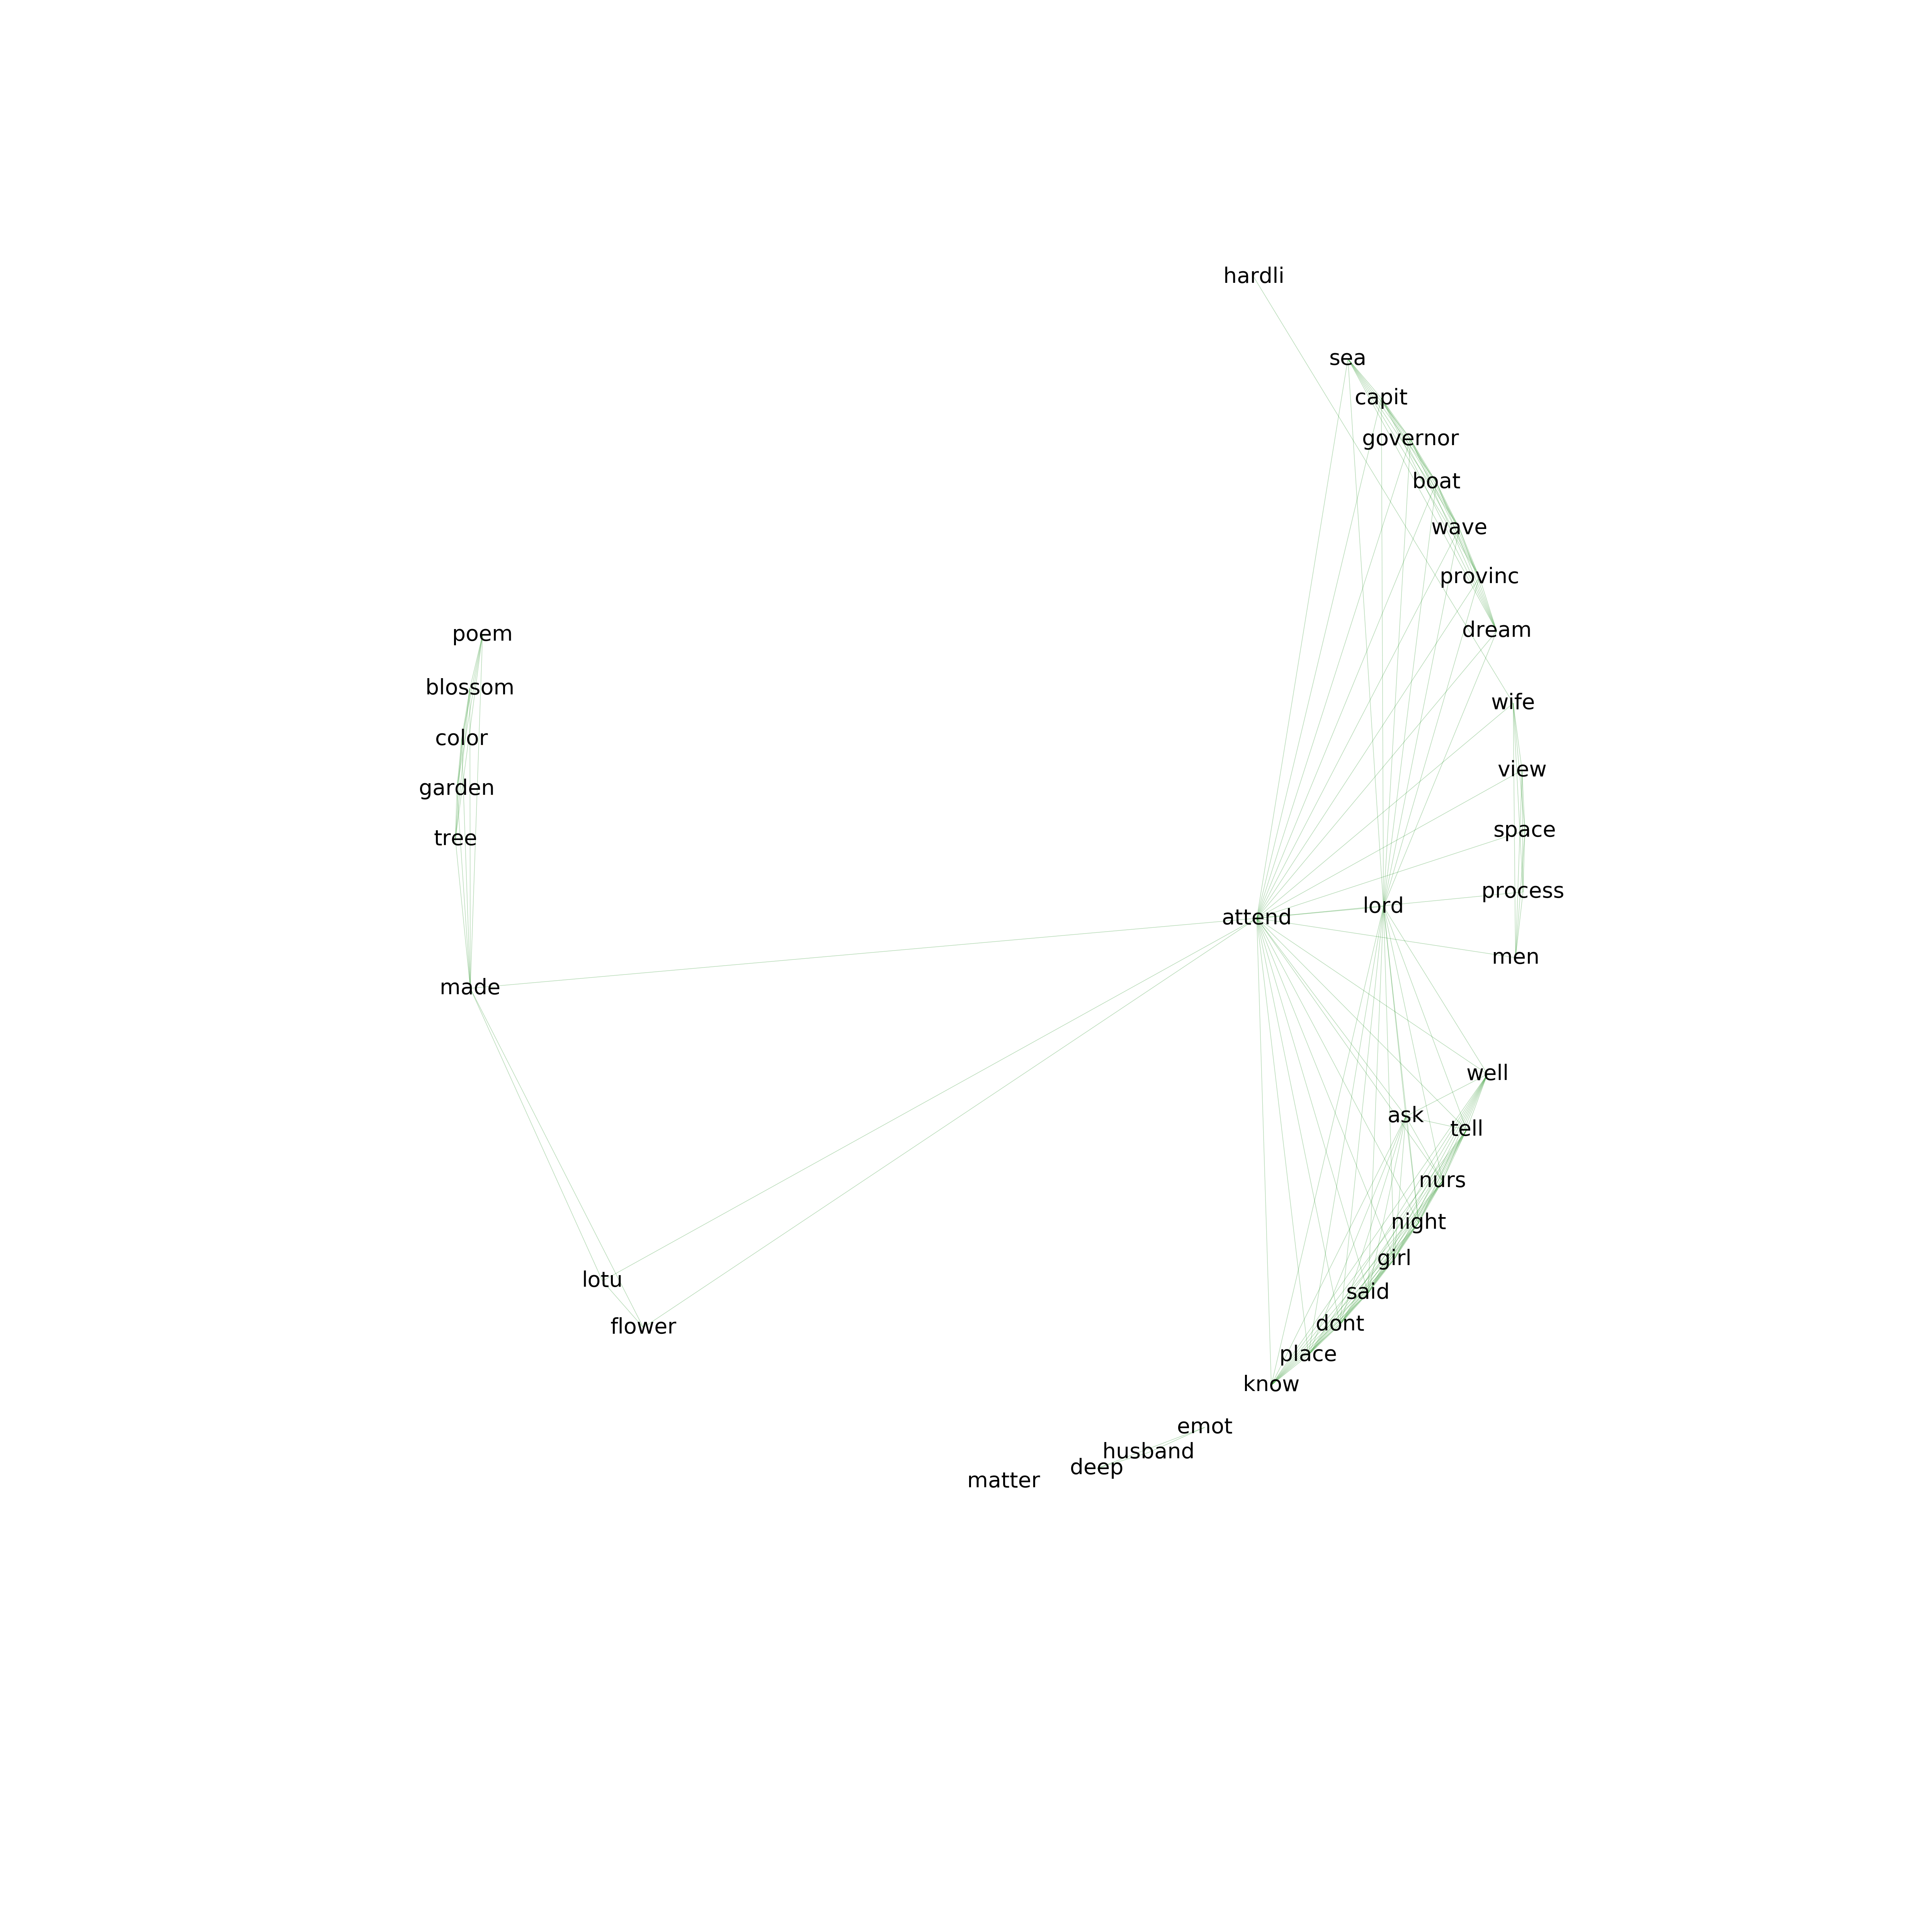 hardli
sea
capit
governor
boat
wave
provinc
dream
poem
blossom
wife
color
view
garden
space
tree
process
lord
attend
men
made
well
ask
tell
nurs
night
girl
lotu
said
dont
flower
place
know
emot
husband
deep
matter